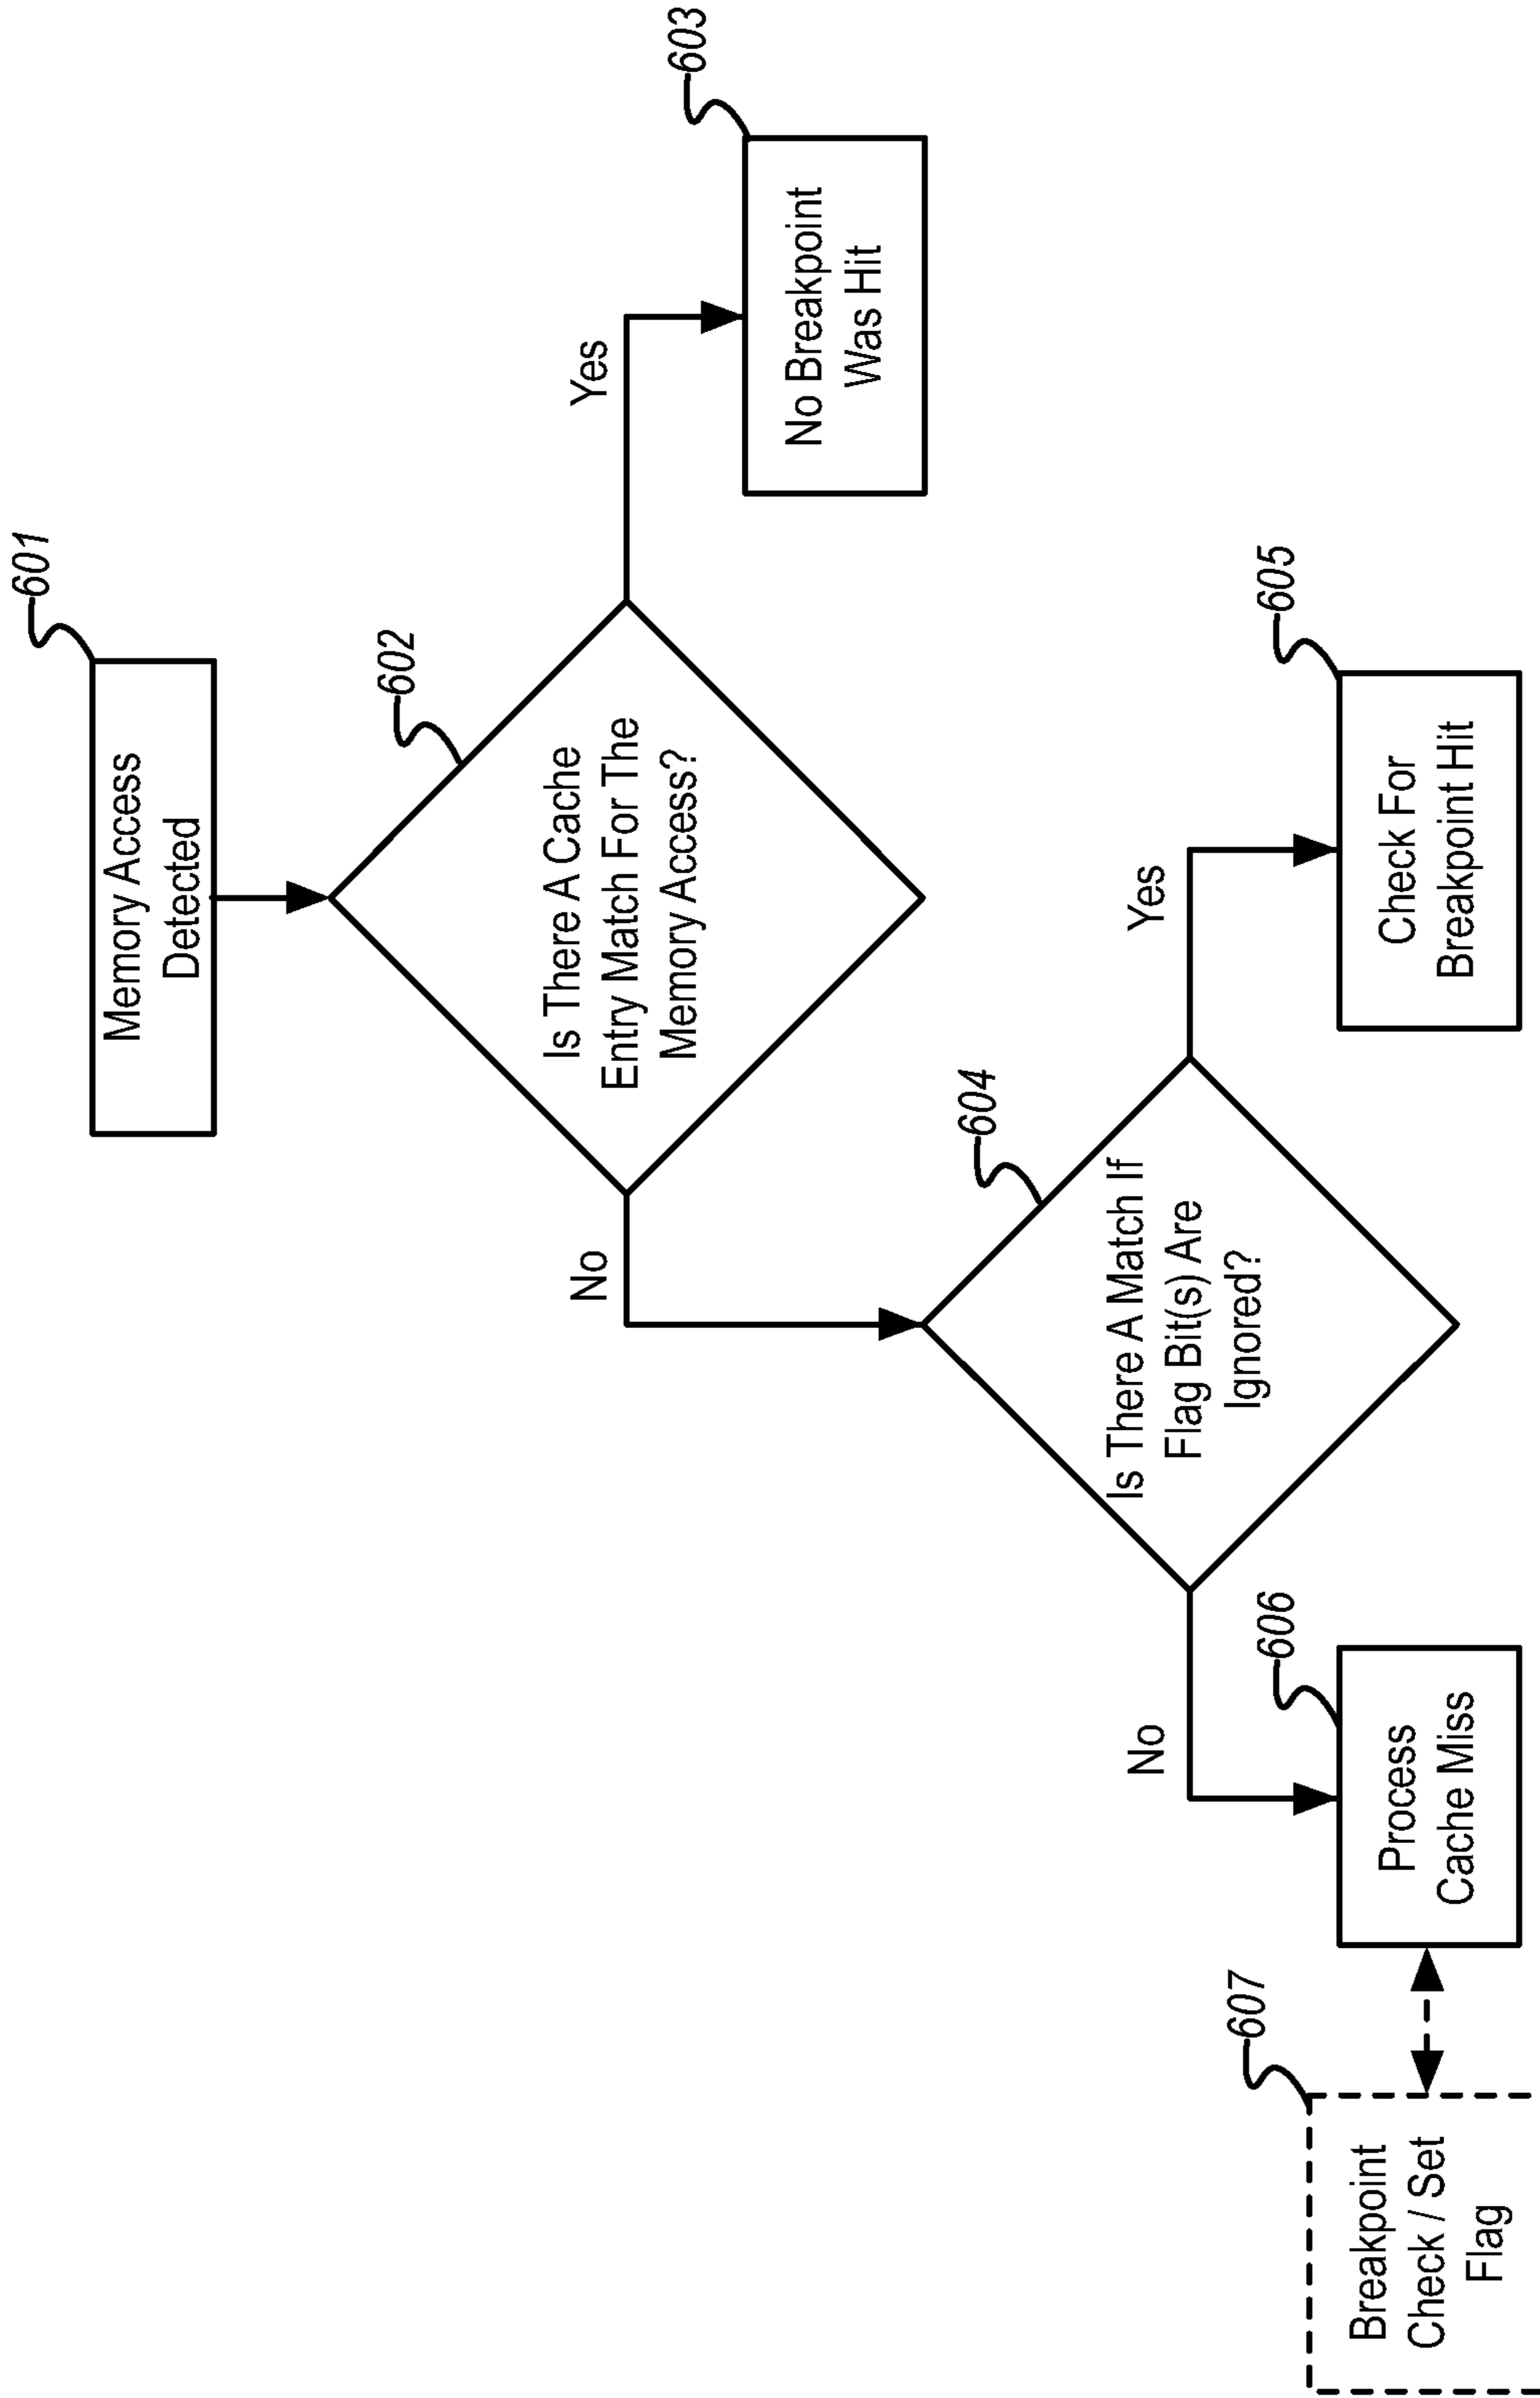 601
Memory Access
Detected
602
Is There A Cache
Entry Match For The
Memory Access?
Yes
603
No Breakpoint
Was Hit
No
604
Is There A Match If
Flag Bit(s) Are
Ignored?
Yes
605
Check For
Breakpoint Hit
No
606
Process
Cache Miss
607
Breakpoint
Check / Set
Flag